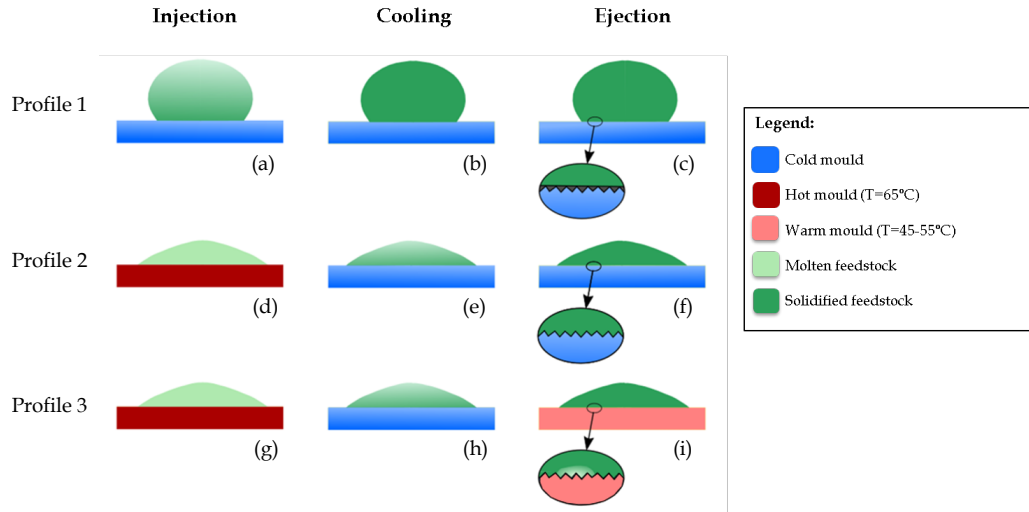 Injection Cooling Ejection
Profile 1
(a) (b) (c)
Profile 2
(d) (e) (f)
Profile 3
(g) (h) (i)
Legend:
Cold mould
Hot mould (T=65°C)
Warm mould (T=45-55°C)
Molten feedstock
Solidified feedstock